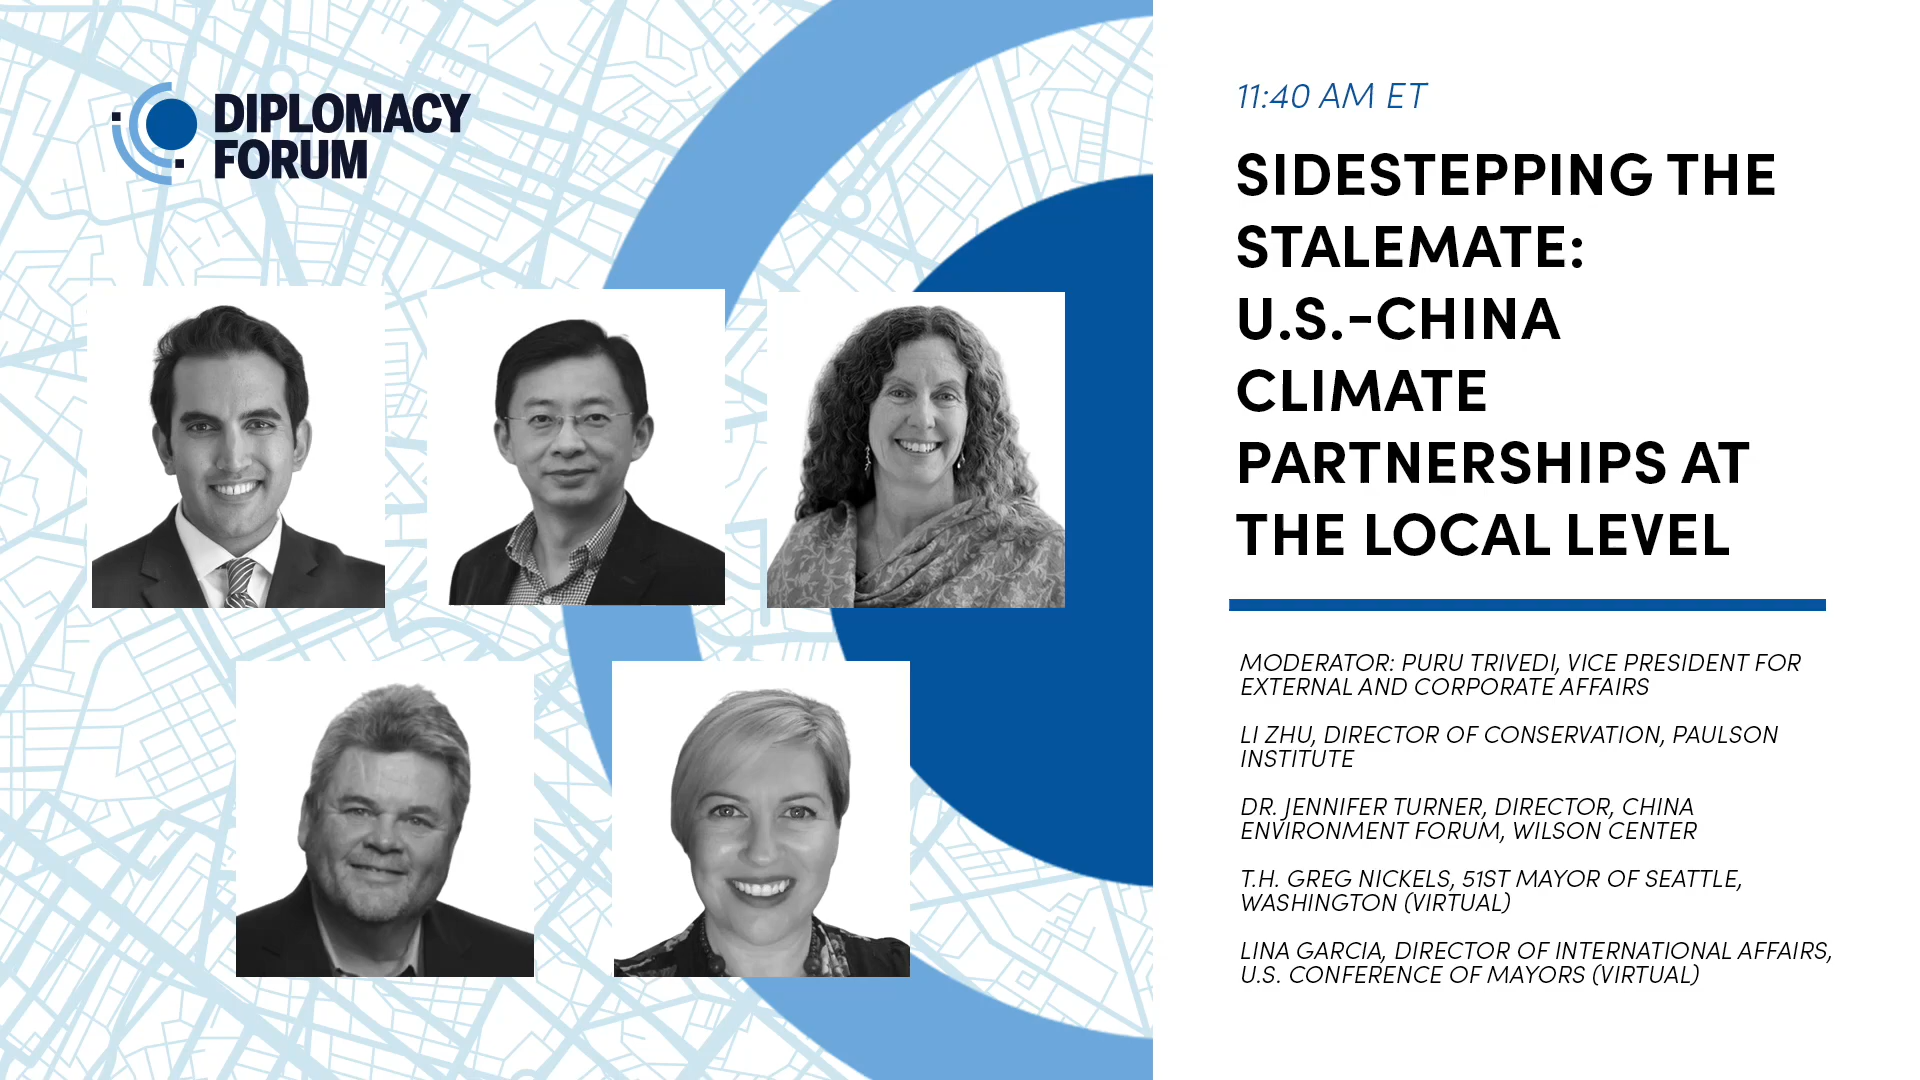 DIPLOMACY
FORUM
11:40 AM ET
SIDESTEPPING THE
STALEMATE:
U.S.-CHINA
CLIMATE
PARTNERSHIPS AT
THE LOCAL LEVEL
MODERATOR: PURU TRIVEDI, VICE PRESIDENT FOR
EXTERNAL AND CORPORATE AFFAIRS
LI ZHU, DIRECTOR OF CONSERVATION, PAULSON
INSTITUTE
DR. JENNIFER TURNER, DIRECTOR, CHINA
ENVIRONMENT FORUM, WILSON CENTER
T.H. GREG NICKELS, 51ST MAYOR OF SEATTLE,
WASHINGTON (VIRTUAL)
LINA GARCIA, DIRECTOR OF INTERNATIONAL AFFAIRS,
U.S. CONFERENCE OF MAYORS (VIRTUAL)